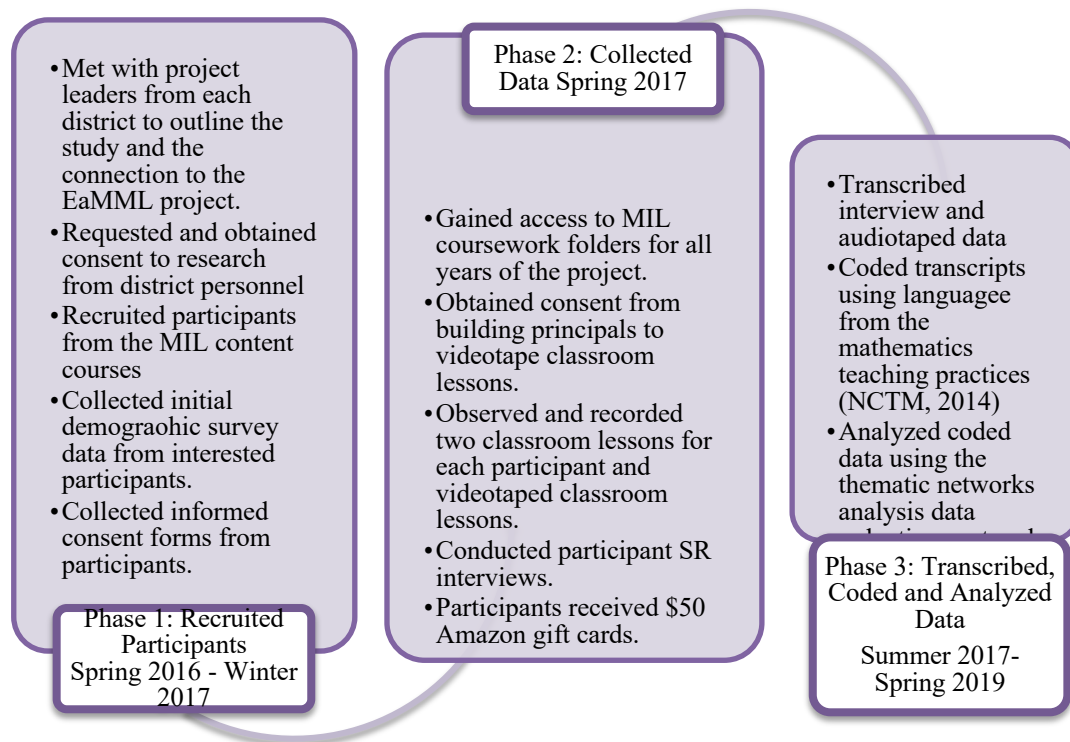 •Met with project
leaders from each
district to outline the
study and the
connection to the
EaMML project.
•Requested and obtained
consent to research
from district personnel
•Recruited participants
from the MIL content
courses
•Collected initial
demograohic survey
data from interested
participants.
•Collected informed
consent forms from
participants.
Phase 1: Recruited
Participants
Spring 2016 - Winter
2017
Phase 2: Collected
Data Spring 2017
•Gained access to MIL
coursework folders for all
years of the project.
•Obtained consent from
building principals to
videotape classroom
lessons.
•Observed and recorded
two classroom lessons for
each participant and
videotaped classroom
lessons.
•Conducted participant SR
interviews.
•Participants received $50
Amazon gift cards.
•Transcribed
interview and
audiotaped data
•Coded transcripts
using languagee
from the
mathematics
teaching practices
(NCTM, 2014)
•Analyzed coded
data using the
thematic networks
analysis data
Phase 3: Transcribed,
Coded and Analyzed
Data
Summer 2017-
Spring 2019